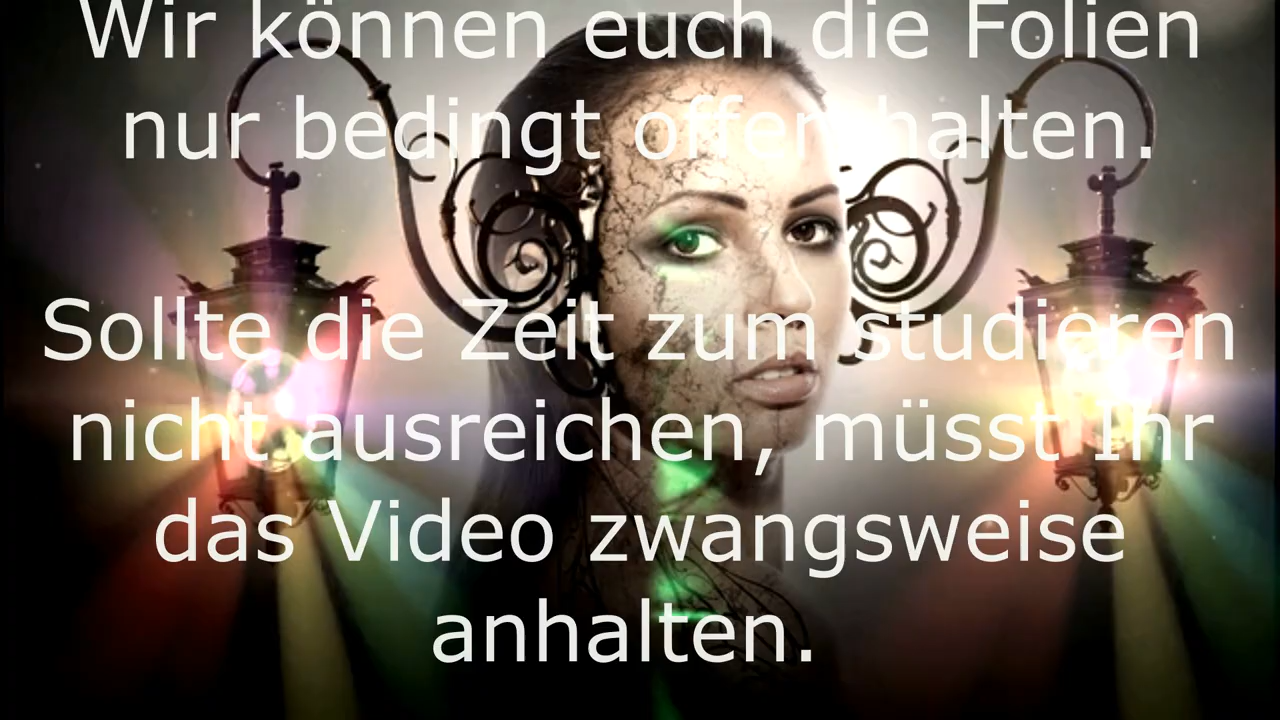 Wir können euch die Folien
nur bedingt offen halten.
Sollte die Zeit zum studieren
nicht ausreichen, müsst Ihr
das Video zwangsweise
anhalten.